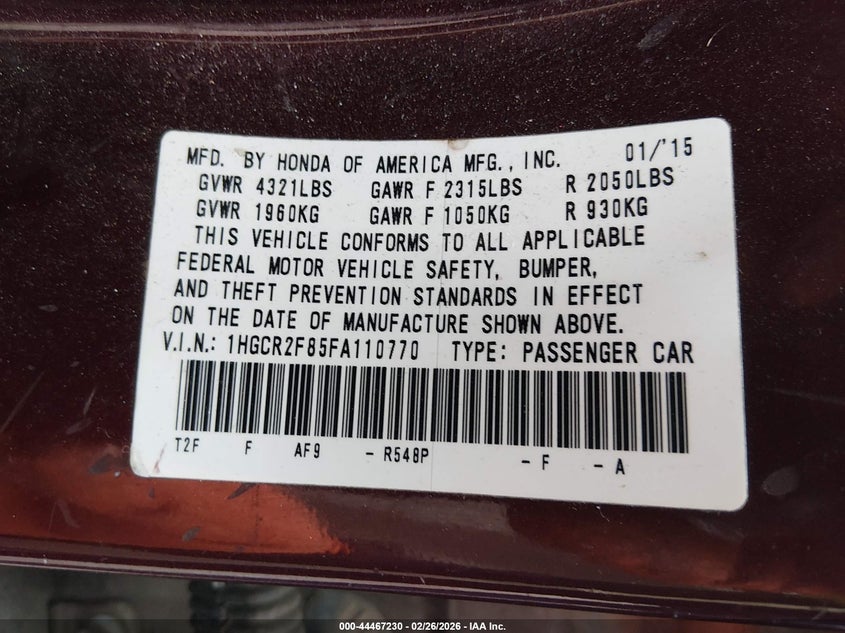 MFD. BY HONDA OF AMERICA MFG., INC. 01/'15
GVWR 4321LBS GAWR F 2315LBS R 2050LBS
GVWR 1960KG GAWR F 1050KG R 930KG
THIS VEHICLE CONFORMS TO ALL APPLICABLE
FEDERAL MOTOR VEHICLE SAFETY, BUMPER,
AND THEFT PREVENTION STANDARDS IN EFFECT
ON THE DATE OF MANUFACTURE SHOWN ABOVE.
V.I.N.: 1HGCR2F85FA110770 TYPE: PASSENGER CAR
T2F F AF9 - R548P - F - A
000-44467230 - 02/26/2026 - IAA Inc.